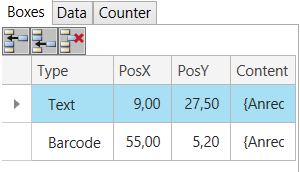 Boxes Data Counter
Type PosX PosY Content
Text 9,00 27,50 {Anrec
Barcode 55,00 5,20 {Anrec